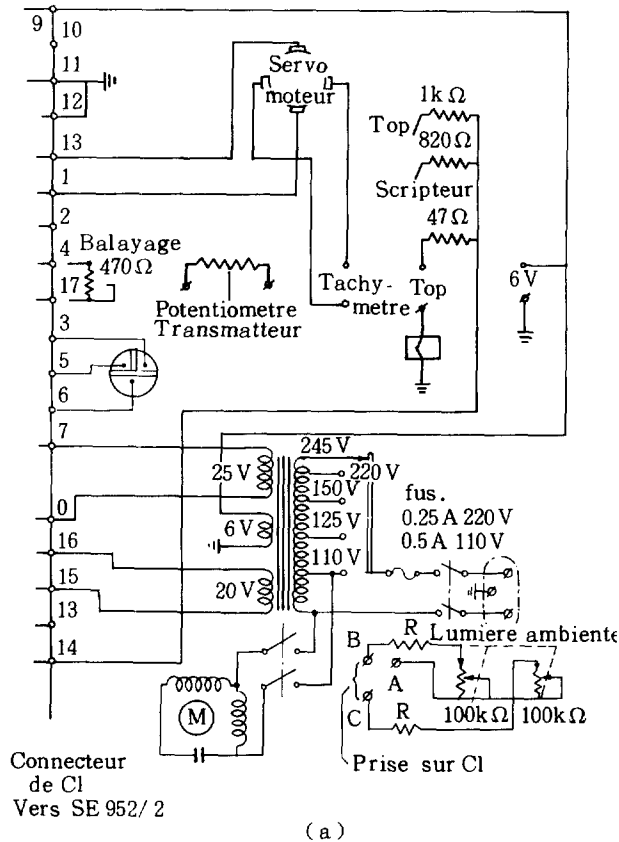 9
10
11
12
13
1
2
4
17
3
5
6
7
0
16
15
13
14
Servo
moteur
1kΩ
Top
820Ω
Scripteur
47Ω
Balayage
470Ω
Potentiometre
Transmatteur
Tachy-
metre
Top
6V
245V
25V
220V
150V
125V
6V
110V
20V
fus.
0.25A 220V
0.5A 110V
Lumiere ambiente
B
R
A
C
R
100kΩ
100kΩ
M
Prise sur Cl
Connecteur
de Cl
Vers SE 952/2
(a)